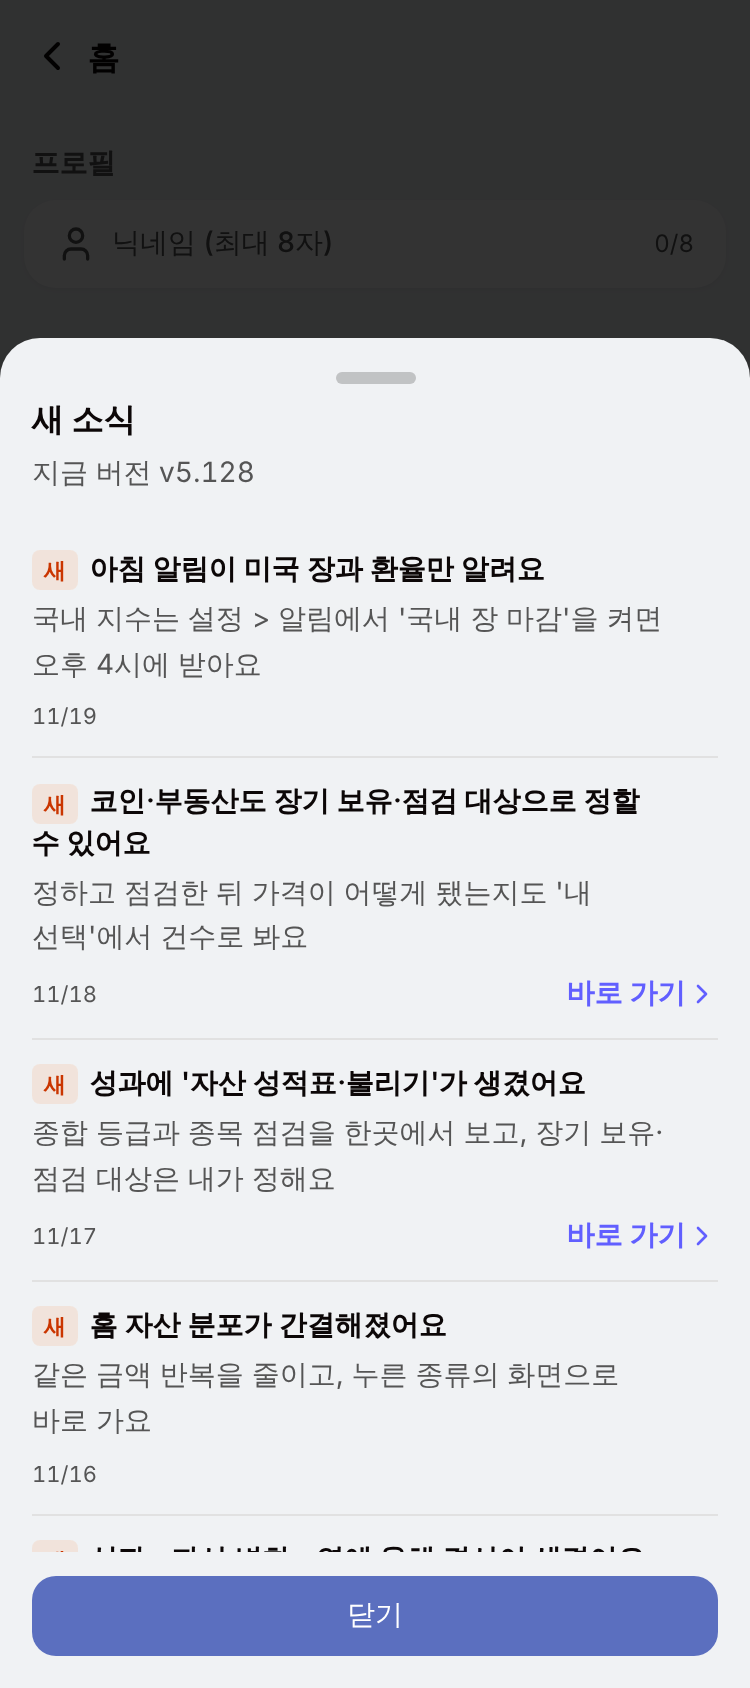 홈
프로필
닉네임 (최대 8자)
0/8
새 소식
지금 버전 v5.128
새 아침 알림이 미국 장과 환율만 알려요
국내 지수는 설정 > 알림에서 '국내 장 마감'을 켜면
오후 4시에 받아요
11/19
새 코인·부동산도 장기 보유·점검 대상으로 정할
수 있어요
정하고 점검한 뒤 가격이 어떻게 됐는지도 '내
선택'에서 건수로 봐요
11/18
바로 가기
새 성과에 '자산 성적표·불리기'가 생겼어요
종합 등급과 종목 점검을 한곳에서 보고, 장기 보유·
점검 대상은 내가 정해요
11/17
바로 가기
새 홈 자산 분포가 간결해졌어요
같은 금액 반복을 줄이고, 누른 종류의 화면으로
바로 가요
11/16
닫기